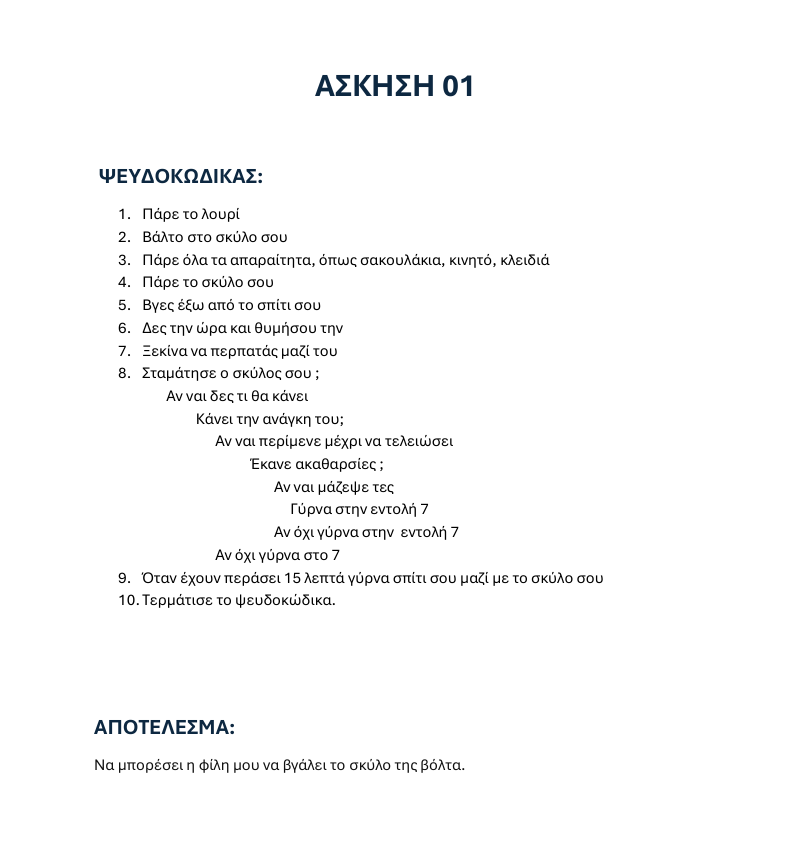 ΑΣΚΗΣΗ 01
ΨΕΥΔΟΚΩΔΙΚΑΣ:
1. Πάρε το λουρί
2. Βάλτο στο σκύλο σου
3. Πάρε όλα τα απαραίτητα, όπως σακουλάκια, κινητό, κλειδιά
4. Πάρε το σκύλο σου
5. Βγες έξω από το σπίτι σου
6. Δες την ώρα και θυμήσου την
7. Ξεκίνα να περπατάς μαζί του
8. Σταμάτησε ο σκύλος σου ;
Αν ναι δες τι θα κάνει
Κάνει την ανάγκη του;
Αν ναι περίμενε μέχρι να τελειώσει
Έκανε ακαθαρσίες ;
Αν ναι μάζεψε τες
Γύρνα στην εντολή 7
Αν όχι γύρνα στην εντολή 7
Αν όχι γύρνα στο 7
9. Όταν έχουν περάσει 15 λεπτά γύρνα σπίτι σου μαζί με το σκύλο σου
10. Τερμάτισε το ψευδοκώδικα.
ΑΠΟΤΕΛΕΣΜΑ:
Να μπορέσει η φίλη μου να βγάλει το σκύλο της βόλτα.